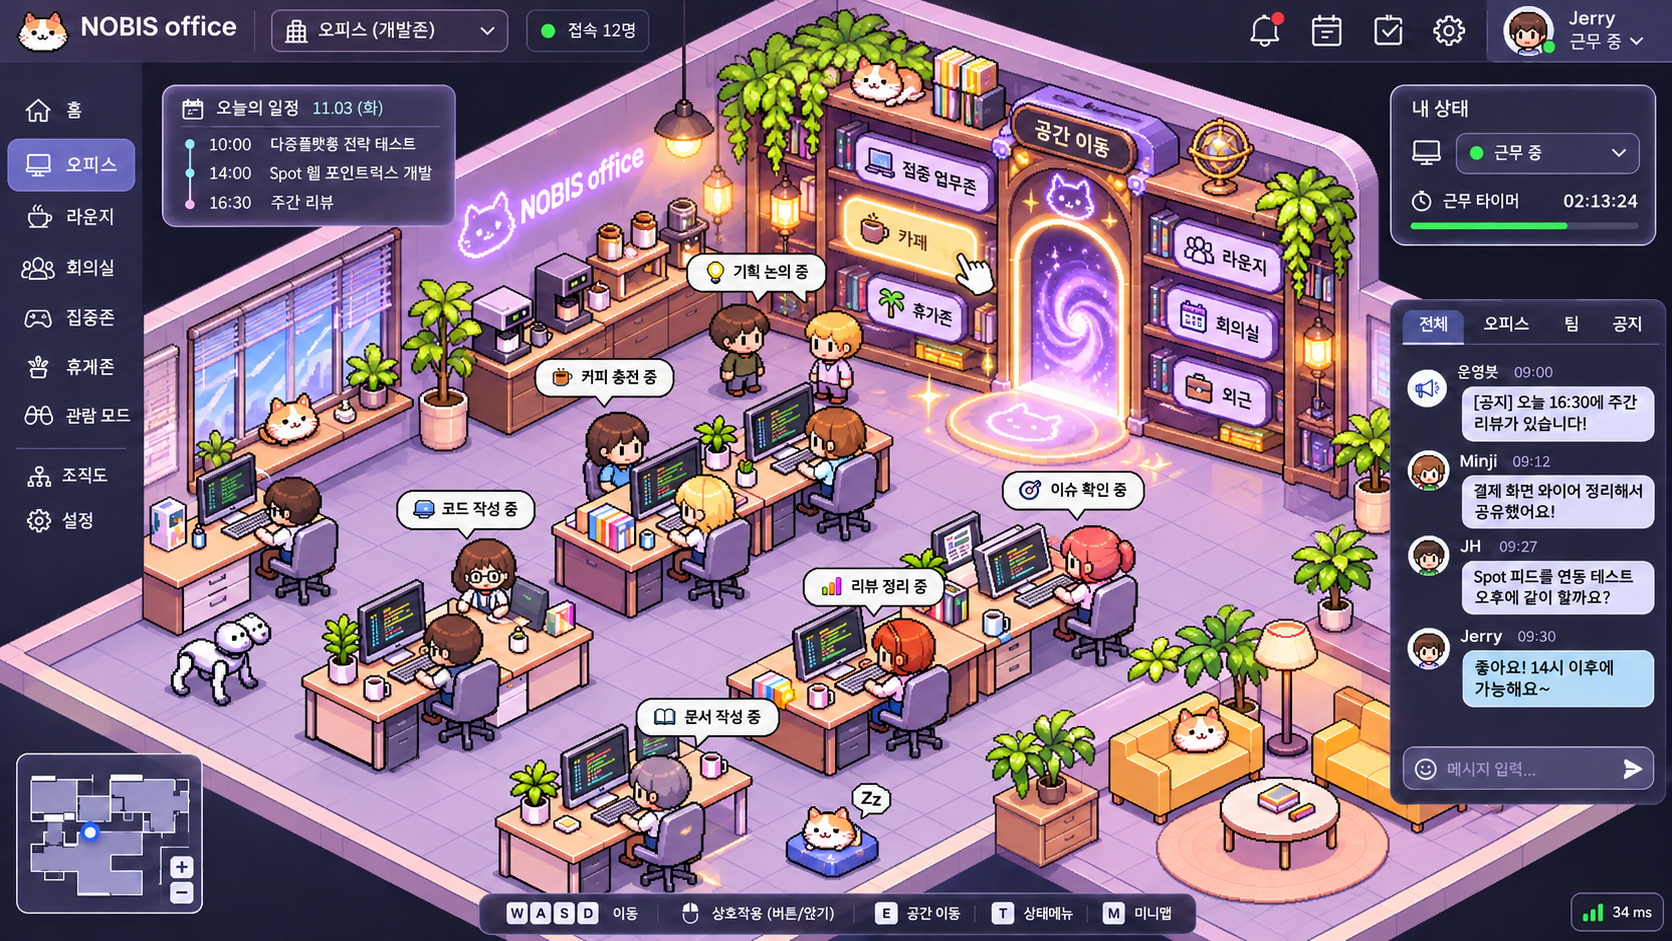 NOBIS office
오피스 (개발존)
접속 12명
Jerry
근무 중
홈
오피스
라운지
회의실
집중존
휴게존
관람 모드
조직도
설정
오늘의 일정 11.03 (화)
10:00 다중플랫폼 전략 테스트
14:00 Spot 웰 포인트럭스 개발
16:30 주간 리뷰
NOBIS office
공간 이동
점중 업무존
카페
휴가존
라운지
회의실
외근
기획 논의 중
커피 충전 중
코드 작성 중
이슈 확인 중
리뷰 정리 중
문서 작성 중
Zz
내 상태
근무 중
근무 타이머 02:13:24
전체 오피스 팀 공지
운영봇 09:00
[공지] 오늘 16:30에 주간
리뷰가 있습니다!
Minji 09:12
결제 화면 와이어 정리해서
공유했어요!
JH 09:27
Spot 피드를 연동 테스트
오후에 같이 할까요?
Jerry 09:30
좋아요! 14시 이후에
가능해요~
메시지 입력...
+
−
W A S D 이동
상호작용 (버튼/앉기)
E 공간 이동
T 상태메뉴
M 미니맵
34 ms